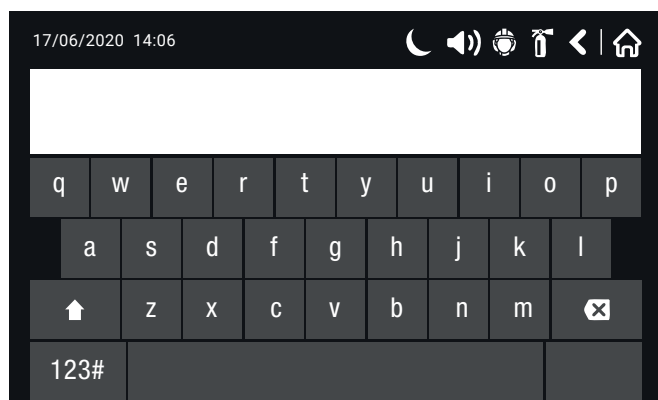 17/06/2020 14:06
q w e r t y u i o p
a s d f g h j k l
z x c v b n m
123#